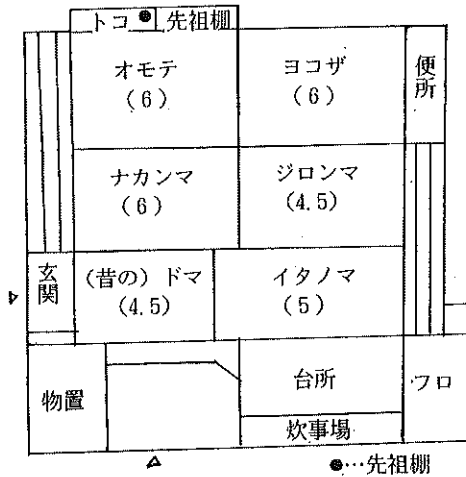 トコ ● 先祖棚
オモテ
(6)
ヨコザ
(6)
便所
ナカンマ
(6)
ジロンマ
(4.5)
玄関
(昔の) ドマ
(4.5)
イタノマ
(5)
物置
台所
フロ
炊事場
●…先祖棚